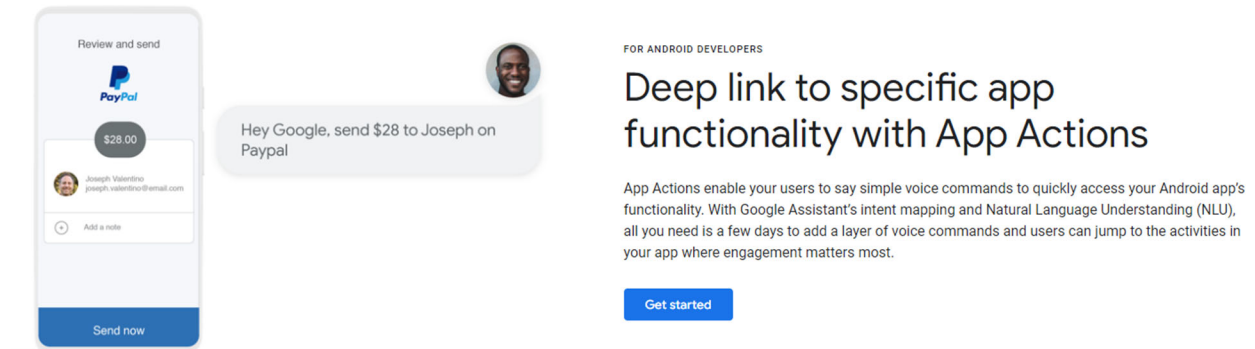 Review and send
PayPal
$28.00
Joseph Valentino
joseph.valentino@email.com
Add a note
Send now
Hey Google, send $28 to Joseph on
Paypal
FOR ANDROID DEVELOPERS
Deep link to specific app
functionality with App Actions
App Actions enable your users to say simple voice commands to quickly access your Android app's
functionality. With Google Assistant's intent mapping and Natural Language Understanding (NLU),
all you need is a few days to add a layer of voice commands and users can jump to the activities in
your app where engagement matters most.
Get started